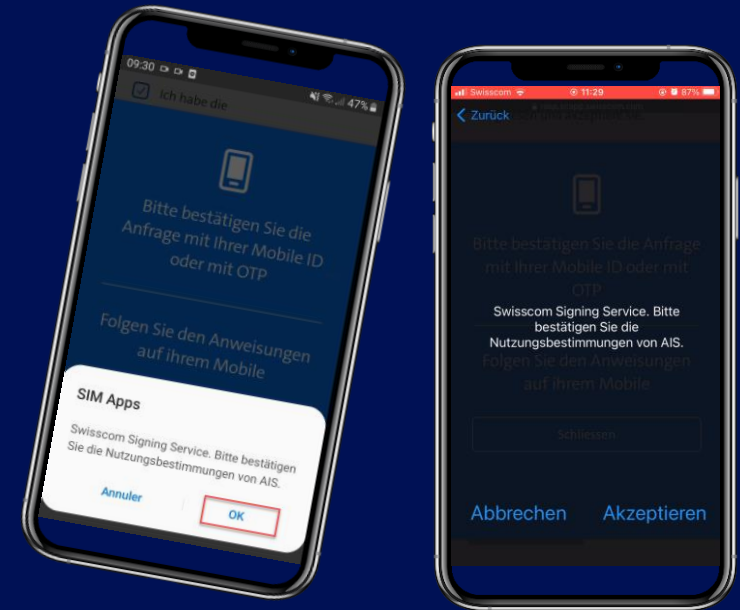 09:30
47%
Ich habe die
Bitte bestätigen Sie die
Anfrage mit Ihrer Mobile ID
oder mit OTP
Folgen Sie den Anweisungen
auf ihrem Mobile
SIM Apps
Swisscom Signing Service. Bitte bestätigen
Sie die Nutzungsbestimmungen von AIS.
Annuler
OK
Swisscom
11:29
87%
Zurück
Bitte bestätigen Sie die Anfrage
mit Ihrer Mobile ID oder mit
OTP
Swisscom Signing Service. Bitte
bestätigen Sie die
Nutzungsbestimmungen von AIS.
Folgen Sie den Anweisungen
auf ihrem Mobile
Schliessen
Abbrechen Akzeptieren